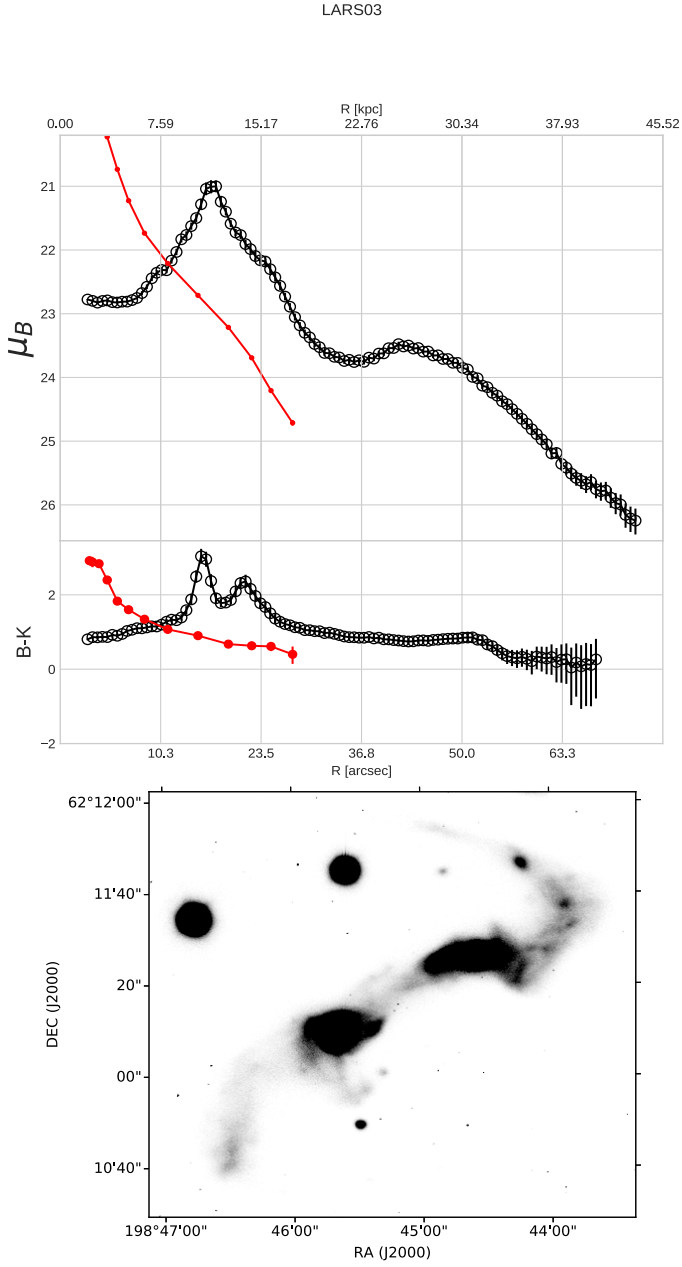 LARS03
R [kpc]
0.00 7.59 15.17 22.76 30.34 37.93 45.52
21
22
23
24
25
26
μB
2
0
−2
B-K
10.3 23.5 36.8 50.0 63.3
R [arcsec]
62°12'00"
11'40"
20"
00"
10'40"
DEC (J2000)
198°47'00" 46'00" 45'00" 44'00"
RA (J2000)